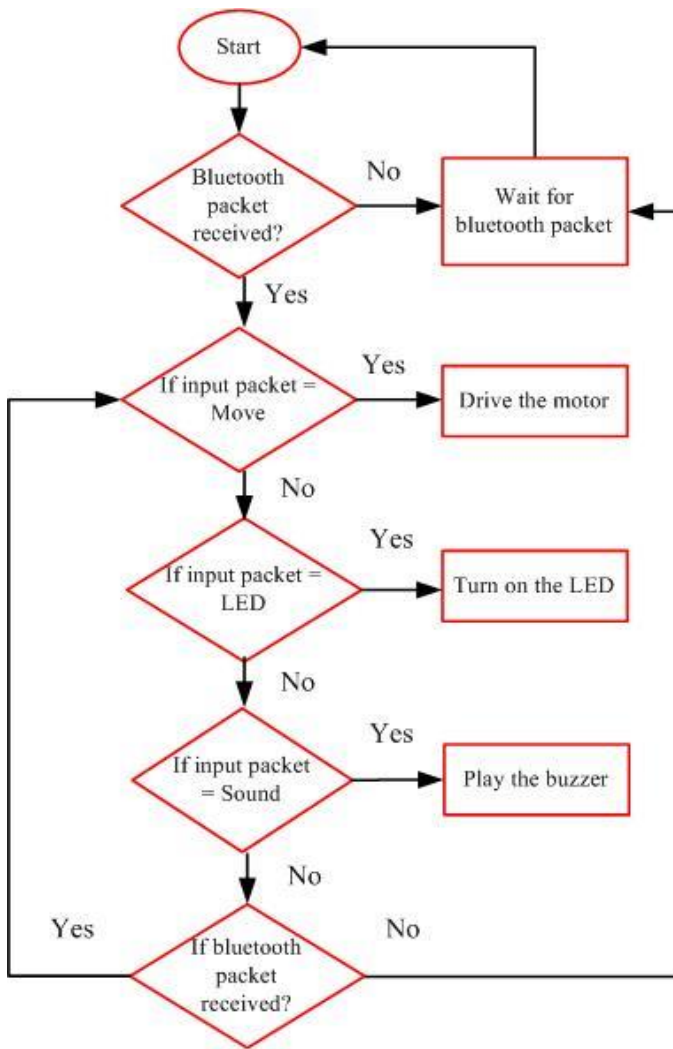 Start
Bluetooth
packet
received?
No
Wait for
bluetooth packet
Yes
If input packet =
Move
Yes
Drive the motor
No
If input packet =
LED
Yes
Turn on the LED
No
If input packet
= Sound
Yes
Play the buzzer
No
If bluetooth
packet
received?
Yes
No